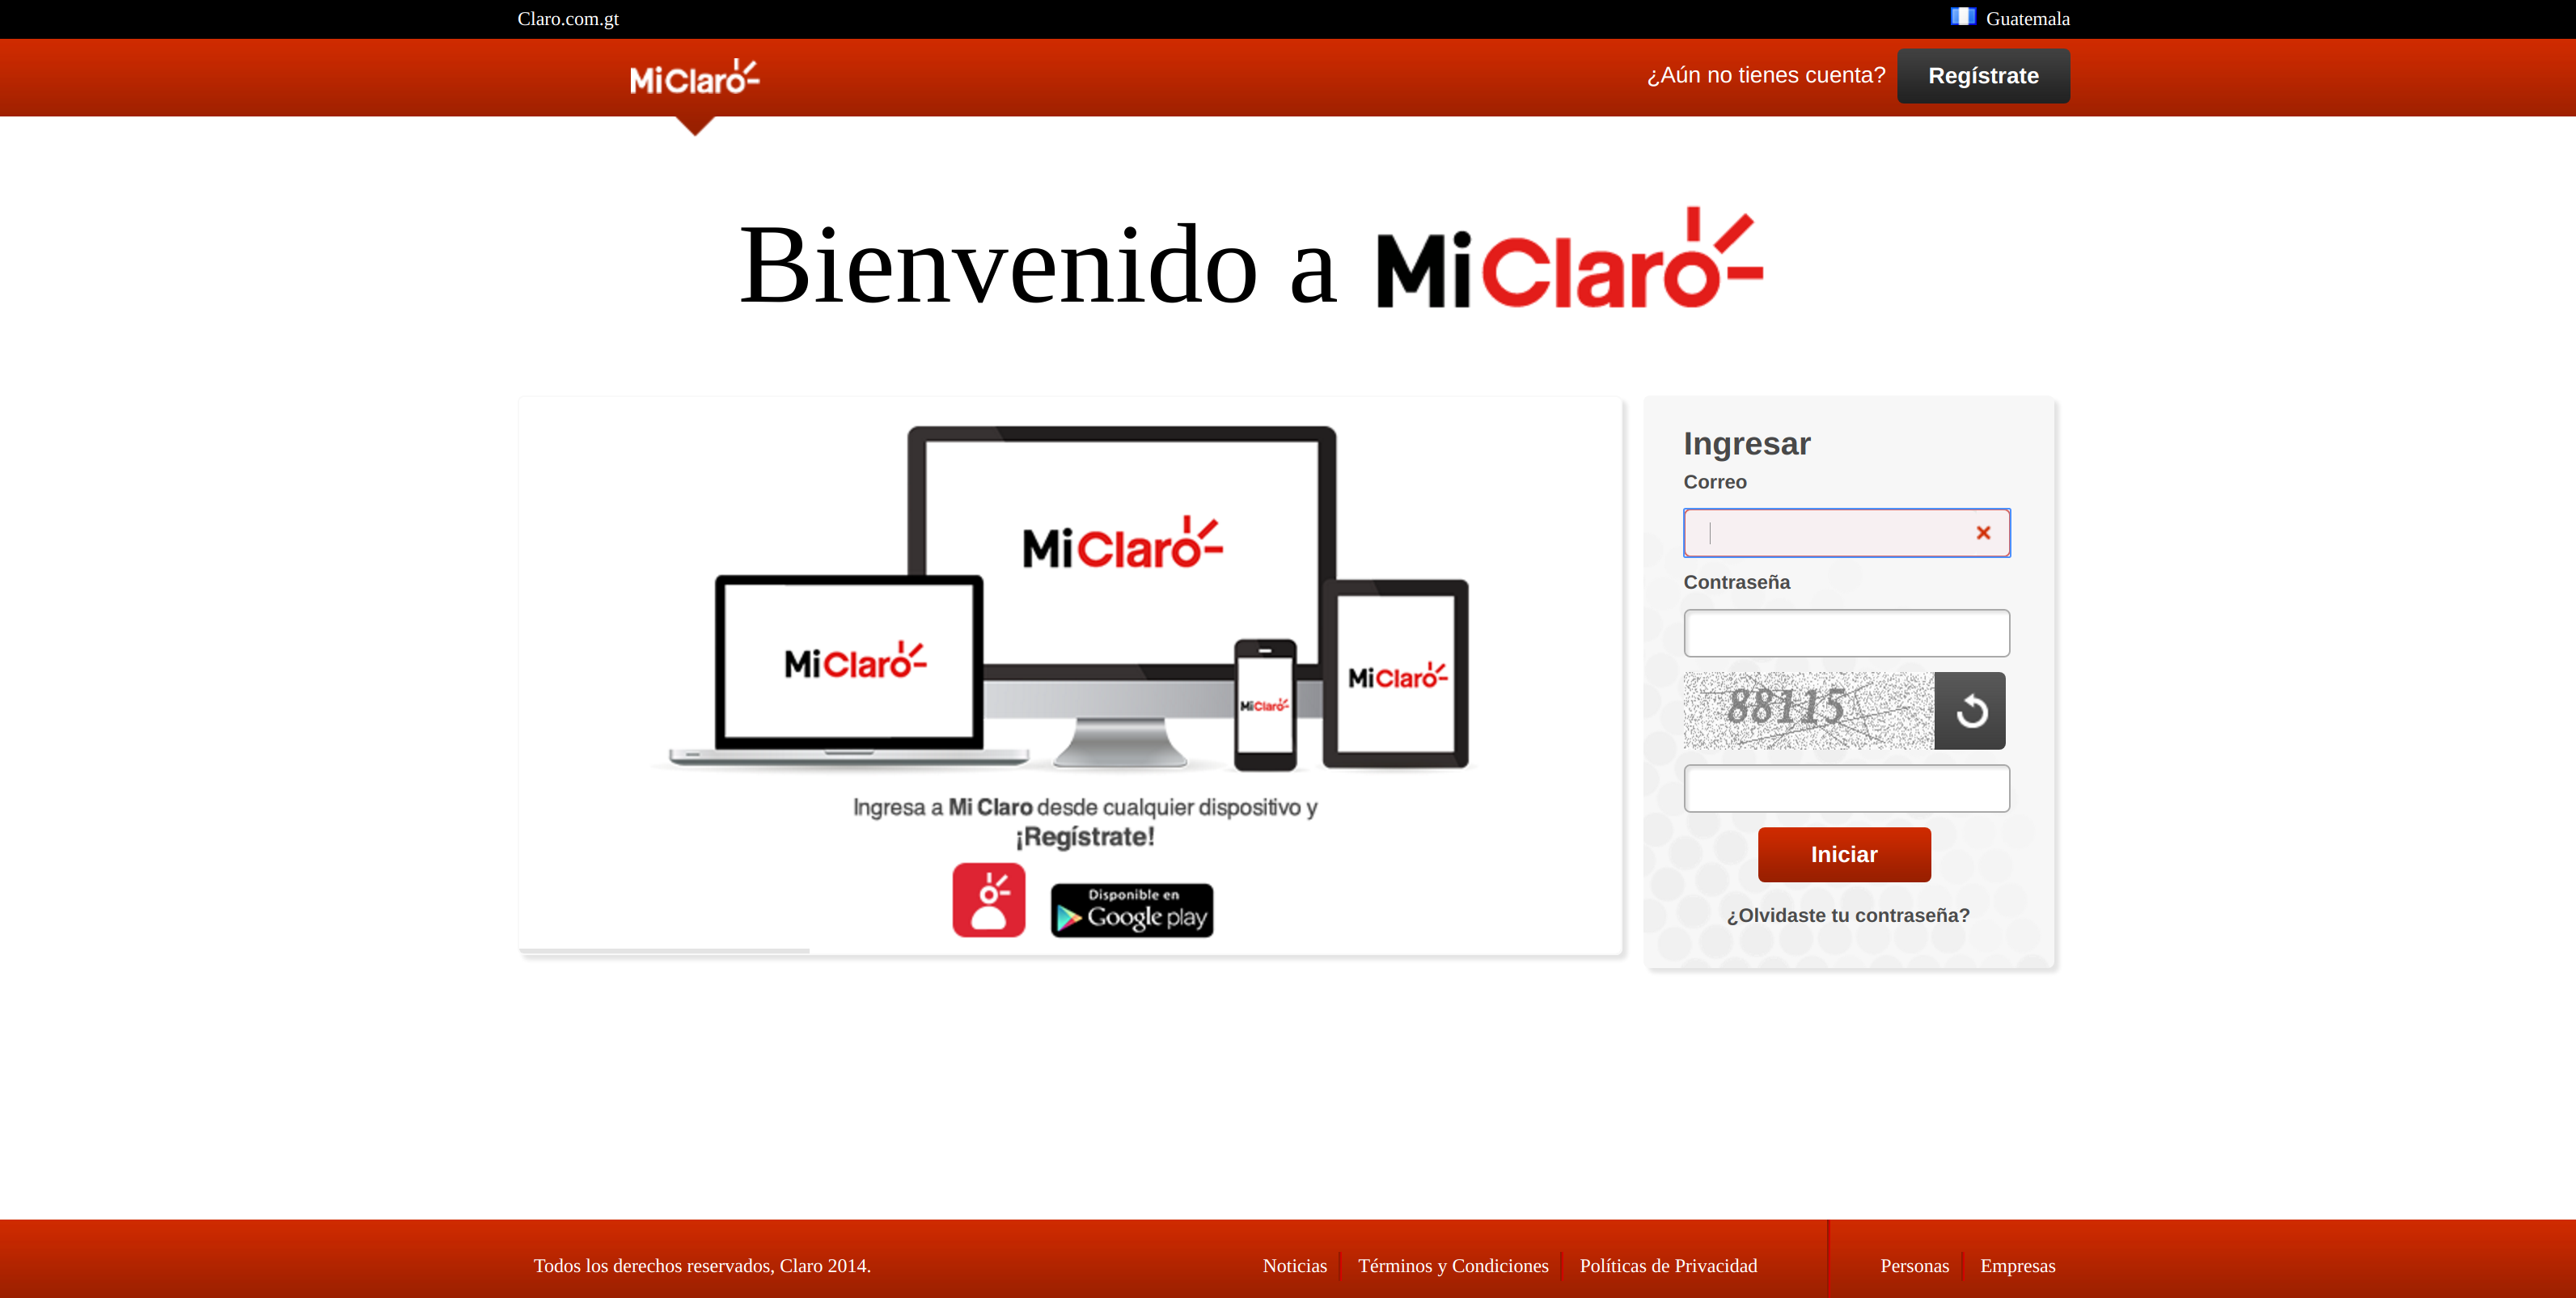 Claro.com.gt
Guatemala
MiClaro
¿Aún no tienes cuenta?
Regístrate
Bienvenido a MiClaro
MiClaro
MiClaro
MiClaro
MiClaro
Ingresa a Mi Claro desde cualquier dispositivo y
¡Regístrate!
Disponible en
Google play
Ingresar
Correo
Contraseña
88115
Iniciar
¿Olvidaste tu contraseña?
Todos los derechos reservados, Claro 2014.
Noticias
Términos y Condiciones
Políticas de Privacidad
Personas
Empresas